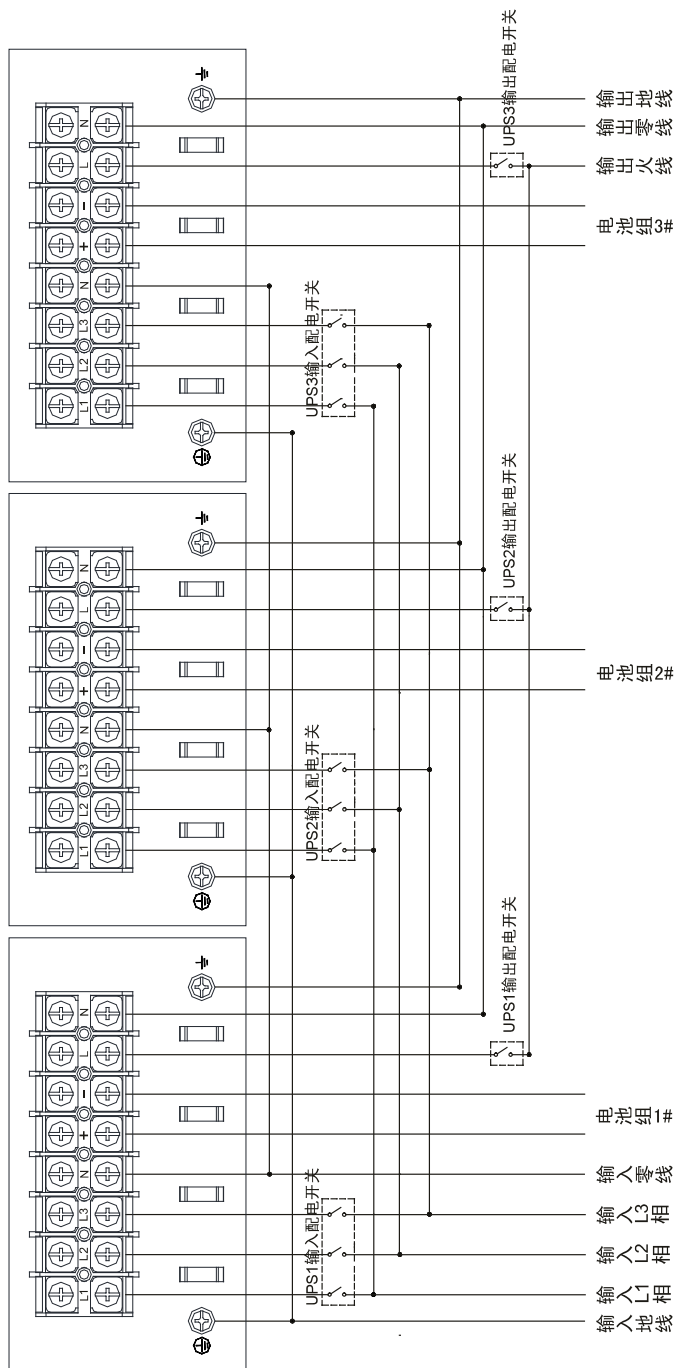 N
L
-
+
N
L3
L2
L1
UPS3输出配电开关
UPS3输入配电开关
输出地线
输出零线
输出火线
电池组3#
N
L
-
+
N
L3
L2
L1
UPS2输出配电开关
UPS2输入配电开关
电池组2#
N
L
-
+
N
L3
L2
L1
UPS1输出配电开关
UPS1输入配电开关
电池组1#
输入零线
输入L3相
输入L2相
输入L1相
输入地线